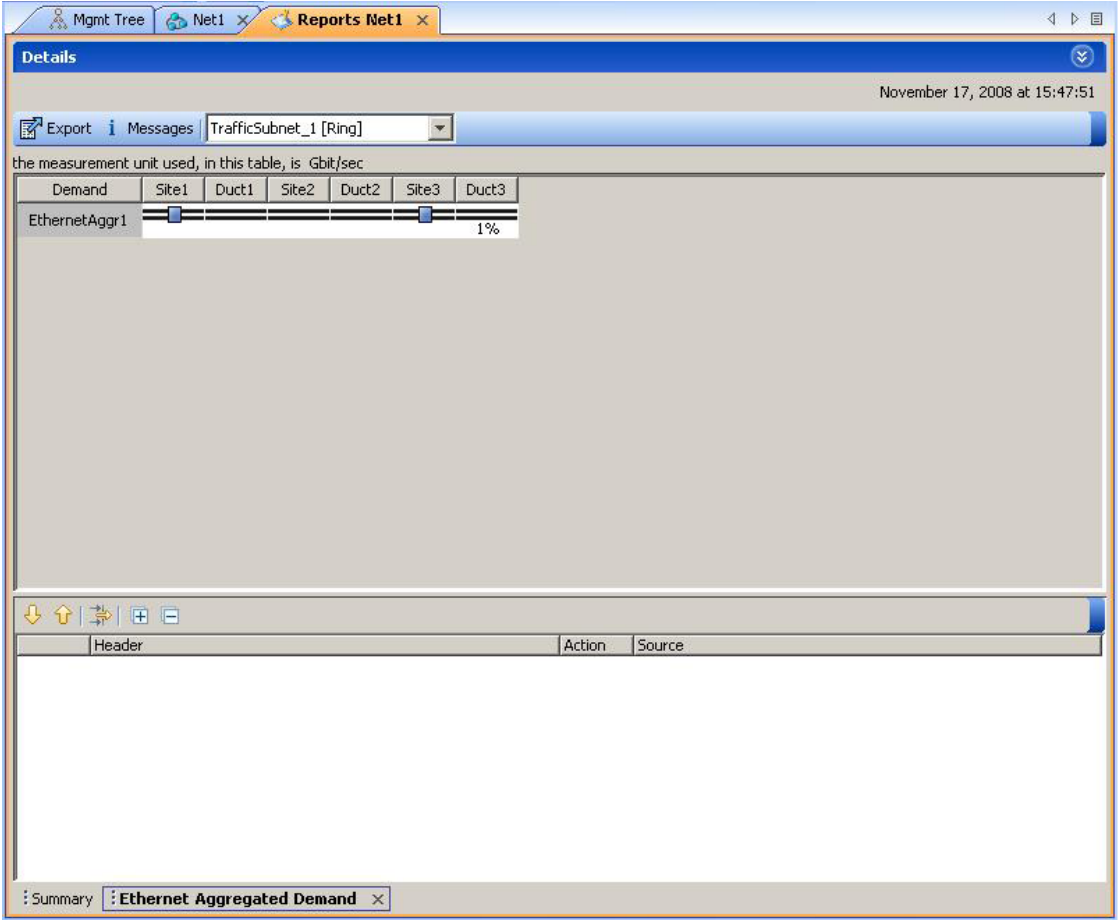 Mgmt Tree Net1 Reports Net1
Details
November 17, 2008 at 15:47:51
Export Messages TrafficSubnet_1 [Ring]
the measurement unit used, in this table, is Gbit/sec
Demand Site1 Duct1 Site2 Duct2 Site3 Duct3
EthernetAggr1
1%
Header Action Source
Summary Ethernet Aggregated Demand